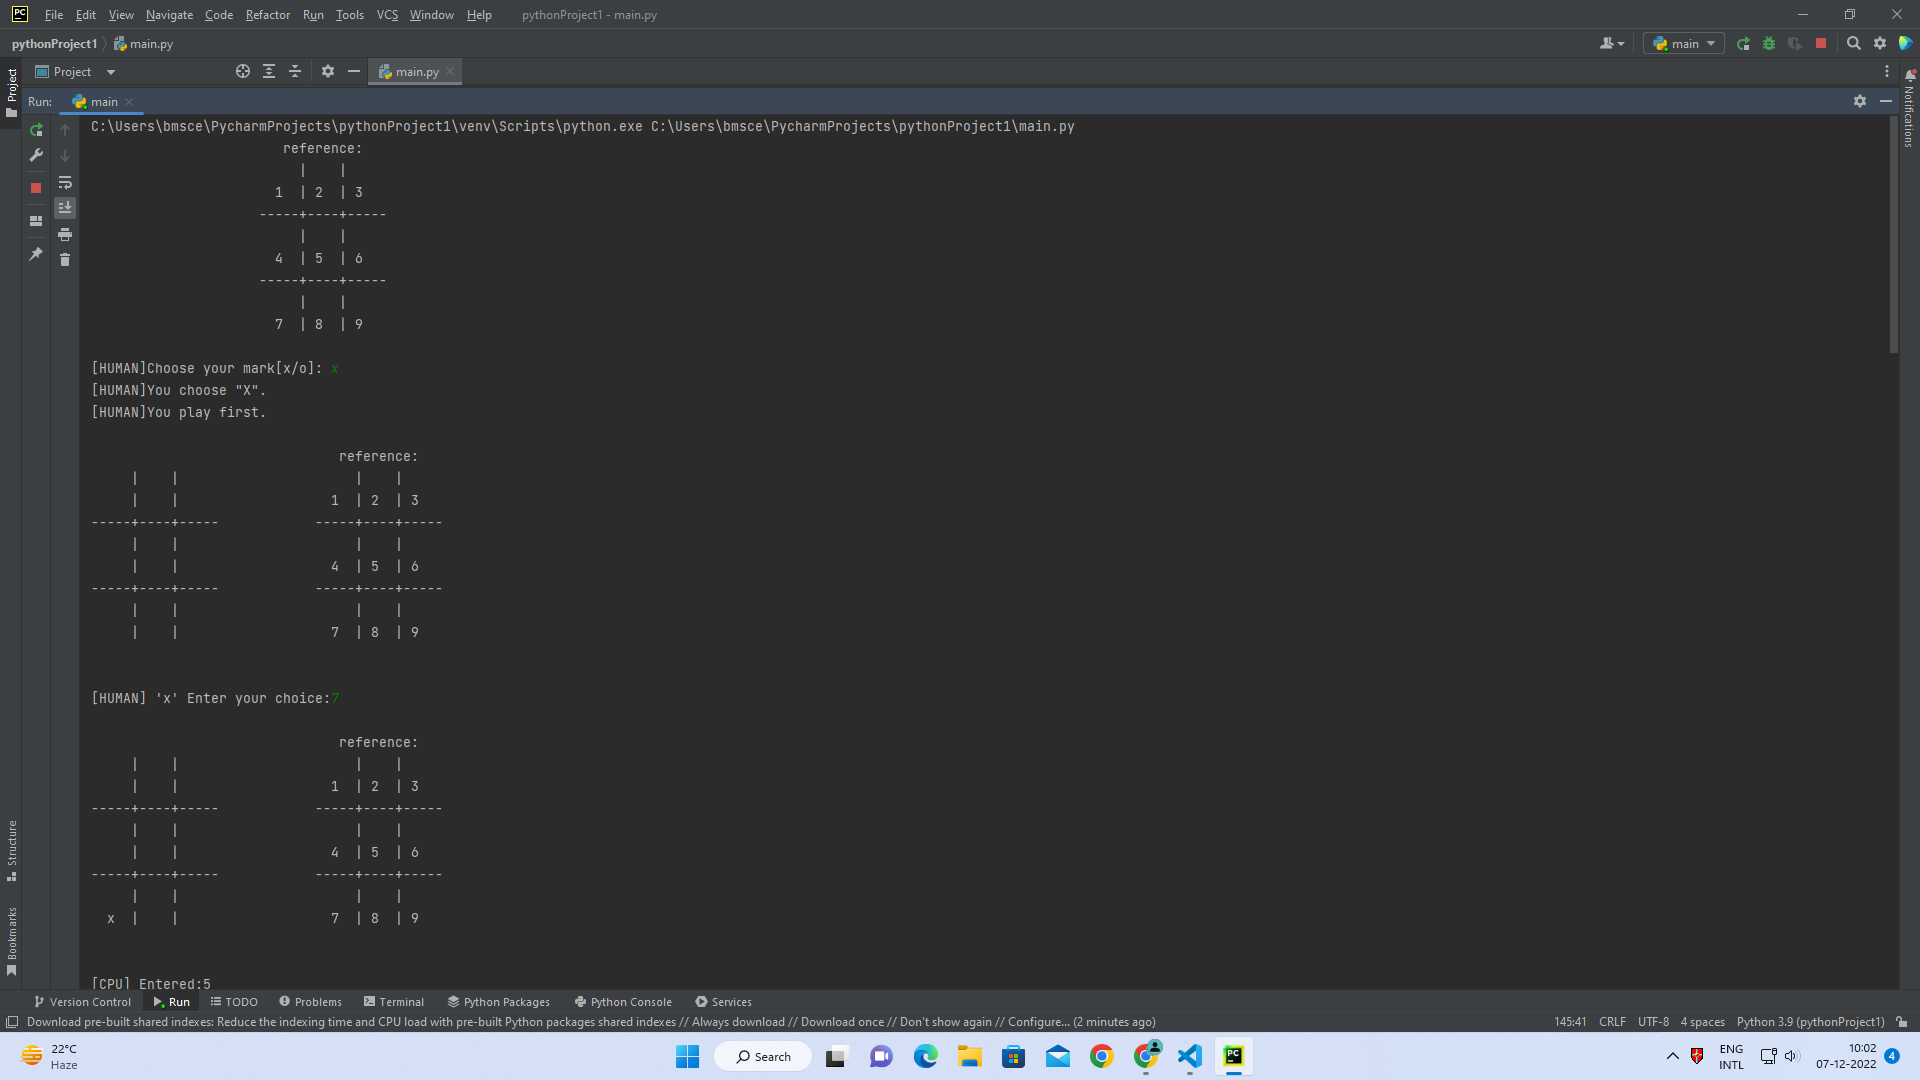 File Edit View Navigate Code Refactor Run Tools VCS Window Help pythonProject1 - main.py
pythonProject1 main.py main
Project main.py
Project
Run: main
Notifications
C:\Users\bmsce\PycharmProjects\pythonProject1\venv\Scripts\python.exe C:\Users\bmsce\PycharmProjects\pythonProject1\main.py
reference:
| |
1 | 2 | 3
-----+----+-----
| |
4 | 5 | 6
-----+----+-----
| |
7 | 8 | 9
[HUMAN]Choose your mark[x/o]: x
[HUMAN]You choose "X".
[HUMAN]You play first.
reference:
| | | |
| | 1 | 2 | 3
-----+----+----- -----+----+-----
| | | |
| | 4 | 5 | 6
-----+----+----- -----+----+-----
| | | |
| | 7 | 8 | 9
[HUMAN] 'x' Enter your choice:7
reference:
| | | |
| | 1 | 2 | 3
-----+----+----- -----+----+-----
| | | |
| | 4 | 5 | 6
-----+----+----- -----+----+-----
| | | |
x | | 7 | 8 | 9
[CPU] Entered:5
Structure
Bookmarks
Version Control Run TODO Problems Terminal Python Packages Python Console Services
Download pre-built shared indexes: Reduce the indexing time and CPU load with pre-built Python packages shared indexes // Always download // Download once // Don't show again // Configure... (2 minutes ago) 145:41 CRLF UTF-8 4 spaces Python 3.9 (pythonProject1)
22°C
Haze
Search
ENG
INTL
10:02
07-12-2022
4